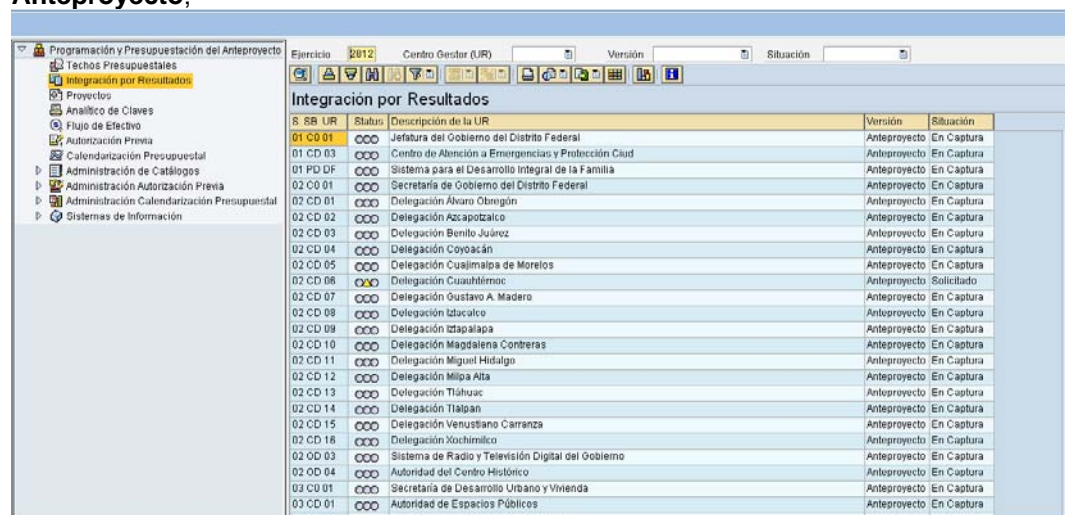 Anteproyecto,
Programación y Presupuestación del Anteproyecto
Techos Presupuestales
Integración por Resultados
Proyectos
Analítico de Claves
Flujo de Efectivo
Autorización Previa
Calendarización Presupuestal
Administración de Catálogos
Administración Autorización Previa
Administración Calendarización Presupuestal
Sistemas de Información
Ejercicio 2012 Centro Gestor (UR) Versión Situación
Integración por Resultados
S SB UR Status Descripción de la UR Versión Situación
01 C0 01 Jefatura del Gobierno del Distrito Federal Anteproyecto En Captura
01 CD 03 Centro de Atención a Emergencias y Protección Ciud Anteproyecto En Captura
01 PD DF Sistema para el Desarrollo Integral de la Familia Anteproyecto En Captura
02 C0 01 Secretaría de Gobierno del Distrito Federal Anteproyecto En Captura
02 CD 01 Delegación Álvaro Obregón Anteproyecto En Captura
02 CD 02 Delegación Azcapotzalco Anteproyecto En Captura
02 CD 03 Delegación Benito Juárez Anteproyecto En Captura
02 CD 04 Delegación Coyoacán Anteproyecto En Captura
02 CD 05 Delegación Cuajimalpa de Morelos Anteproyecto En Captura
02 CD 06 Delegación Cuauhtémoc Anteproyecto Solicitado
02 CD 07 Delegación Gustavo A. Madero Anteproyecto En Captura
02 CD 08 Delegación Iztacalco Anteproyecto En Captura
02 CD 09 Delegación Iztapalapa Anteproyecto En Captura
02 CD 10 Delegación Magdalena Contreras Anteproyecto En Captura
02 CD 11 Delegación Miguel Hidalgo Anteproyecto En Captura
02 CD 12 Delegación Milpa Alta Anteproyecto En Captura
02 CD 13 Delegación Tláhuac Anteproyecto En Captura
02 CD 14 Delegación Tlalpan Anteproyecto En Captura
02 CD 15 Delegación Venustiano Carranza Anteproyecto En Captura
02 CD 16 Delegación Xochimilco Anteproyecto En Captura
02 OD 03 Sistema de Radio y Televisión Digital del Gobierno Anteproyecto En Captura
02 OD 04 Autoridad del Centro Histórico Anteproyecto En Captura
03 C0 01 Secretaría de Desarrollo Urbano y Vivienda Anteproyecto En Captura
03 CD 01 Autoridad de Espacios Públicos Anteproyecto En Captura